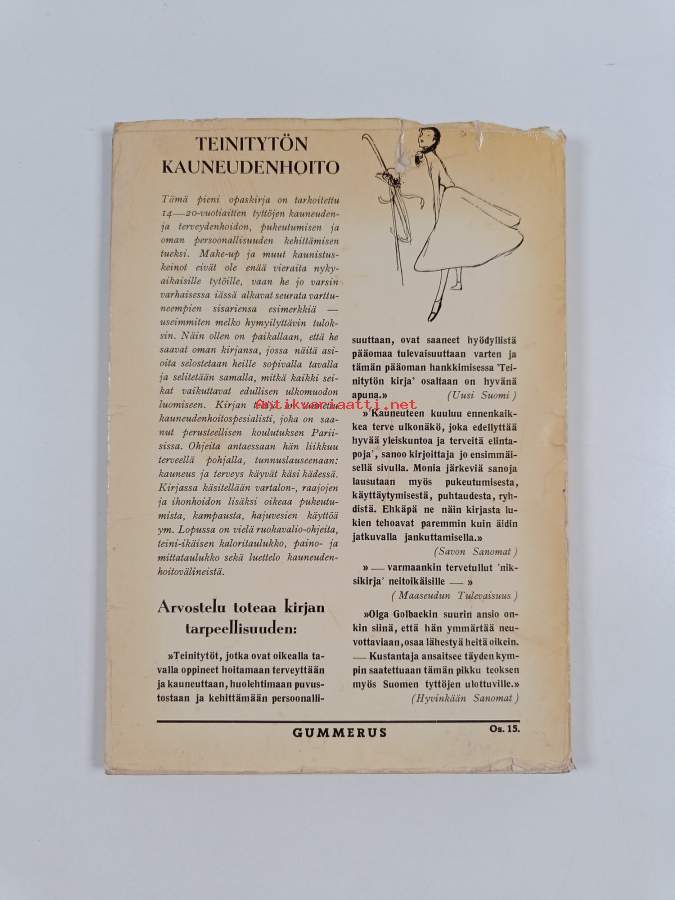 TEINITYTÖN
KAUNEUDENHOITO
Tämä pieni opaskirja on tarkoitettu
14—20-vuotiaitten tyttöjen kauneuden-
ja terveydenhoidon, pukeutumisen ja
oman persoonallisuuden kehittämisen
tueksi. Make-up ja muut kaunistus-
keinot eivät ole enää vieraita nyky-
aikaisille tytöille, vaan he jo varsin
varhaisessa iässä alkavat seurata varttu-
neempien sisariensa esimerkkiä —
useimmiten melko hymyilyttävin tulok-
sin. Näin ollen on paikallaan, että he
saavat oman kirjansa, jossa näitä asi-
oita selostetaan heille sopivalla tavalla
ja selitetään samalla, mitkä kaikki sei-
kat vaikuttavat edullisen ulkomuodon
luomiseen. Kirjan
kauneudenhoitospesialisti, joka on saa-
nut perusteellisen koulutuksen Parii-
sissa. Ohjeita antaessaan hän liikkuu
terveellä pohjalla, tunnuslauseenaan:
kauneus ja terveys käyvät käsi kädessä.
Kirjassa käsitellään vartalon-, raajojen
ja ihonhoidon lisäksi oikeaa pukeutu-
mista, kampausta, hajuvesien käyttöä
ym. Lopussa on vielä ruokavalio-ohjeita,
teini-ikäisen kaloritaulukko, paino- ja
mittataulukko sekä luettelo kauneuden-
hoitovälineistä.
Arvostelu toteaa kirjan
tarpeellisuuden:
»Teinitytöt, jotka ovat oikealla ta-
valla oppineet hoitamaan terveyttään
ja kauneuttaan, huolehtimaan puvus-
tostaan ja kehittämään persoonalli-
suuttaan, ovat saaneet hyödyllistä
pääomaa tulevaisuuttaan varten ja
tämän pääoman hankkimisessa 'Tei-
nitytön kirja' osaltaan on hyvänä
apuna.» (Uusi Suomi)
»'Kauneuteen kuuluu ennenkaik-
kea terve ulkonäkö, joka edellyttää
hyvää yleiskuntoa ja terveitä elinta-
poja', sanoo kirjoittaja jo ensimmäi-
sellä sivulla. Monia järkeviä sanoja
lausutaan myös pukeutumisesta,
käyttäytymisestä, puhtaudesta, ryh-
distä. Ehkäpä ne näin kirjasta lu-
kien tehoavat paremmin kuin äidin
jatkuvalla jankuttamisella.»
(Savon Sanomat)
» — varmaankin tervetullut 'nik-
sikirja' neitoikäisille — »
(Maaseudun Tulevaisuus)
»Olga Golbaekin suurin ansio on-
kin siinä, että hän ymmärtää neu-
vottaviaan, osaa lähestyä heitä oikein.
— Kustantaja ansaitsee täyden kym-
pin saatettuaan tämän pikku teoksen
myös Suomen tyttöjen ulottuville.»
(Hyvinkään Sanomat)
GUMMERUS
Os. 15.
Antikvariaatti.net